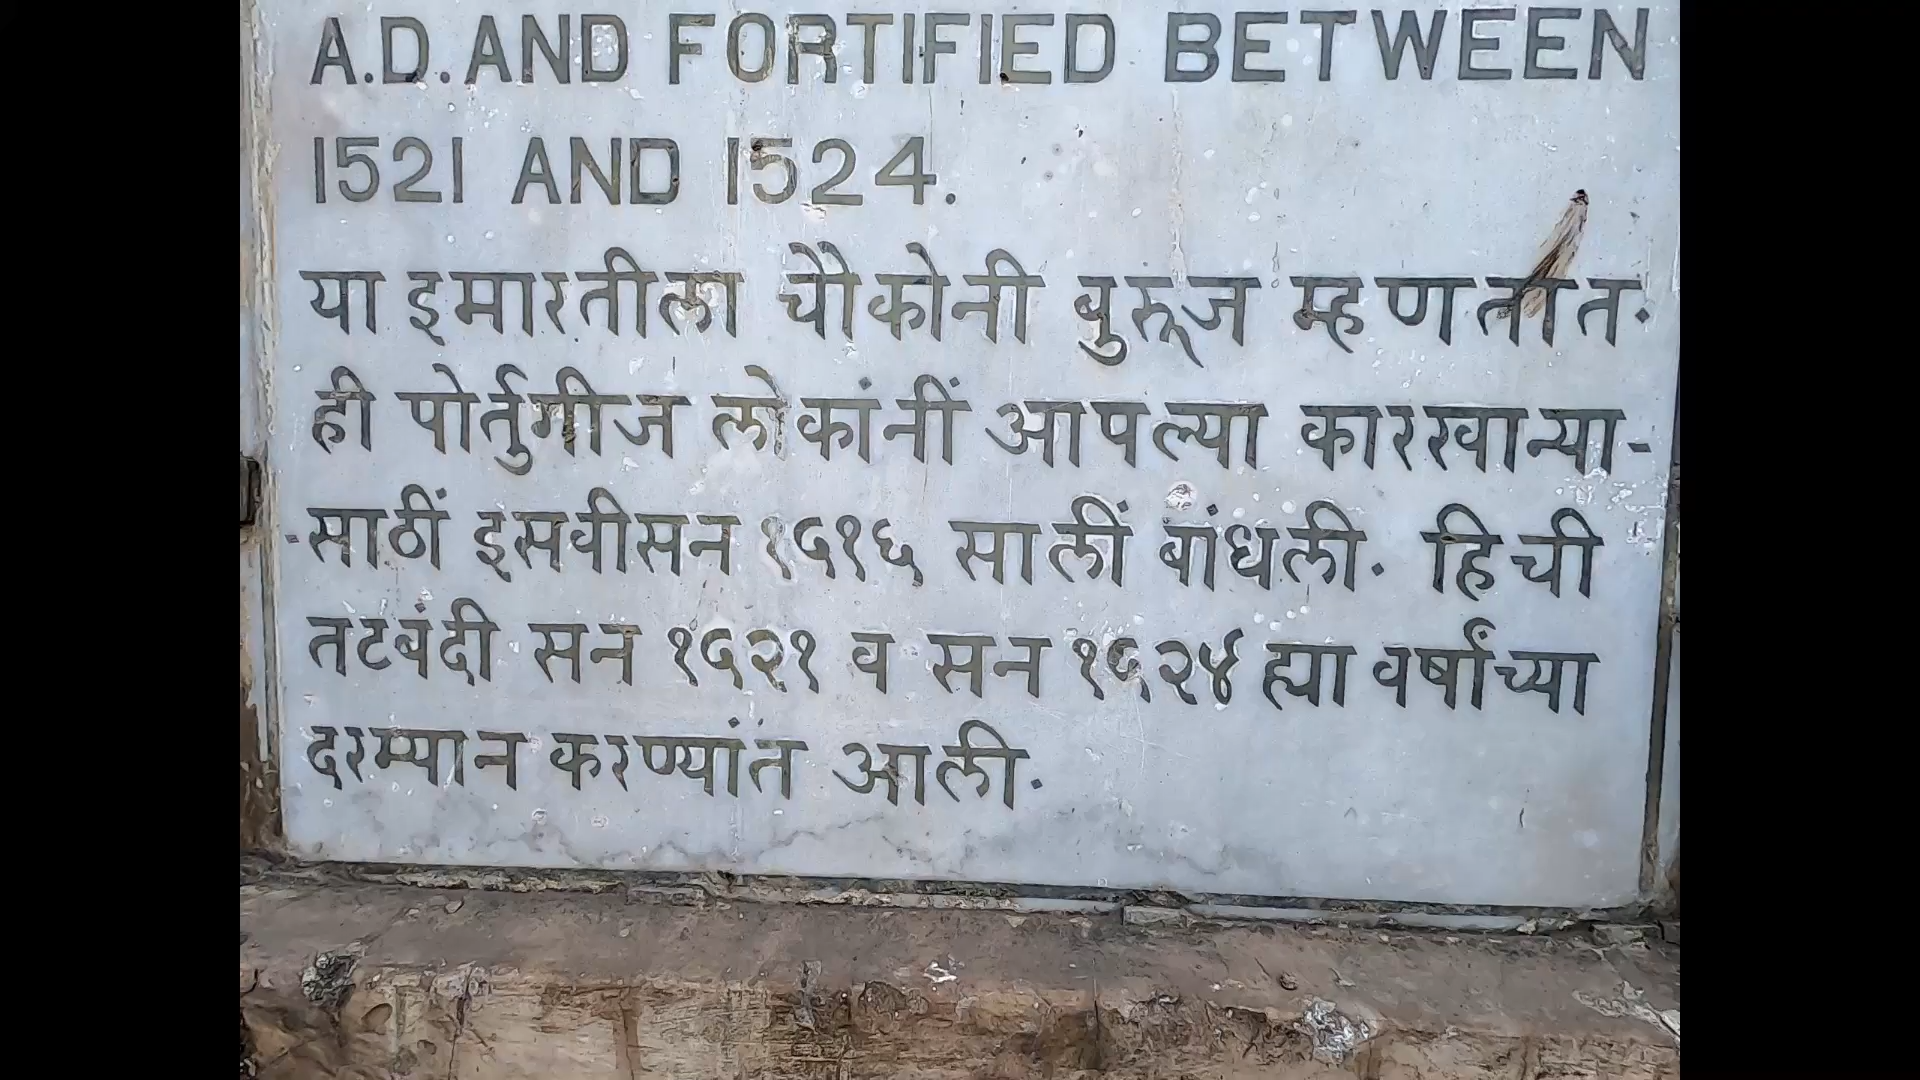 A.D. AND FORTIFIED BETWEEN
1521 AND 1524.
या इमारतीला चौकोनी बुरूज म्हणतात.
ही पोर्तुगीज लोकांनीं आपल्या कारखान्या-
साठीं इसवीसन १५१६ सालीं बांधली. हिची
तटबंदी सन १५२१ व सन १५२४ ह्या वर्षांच्या
दरम्यान करण्यांत आली.